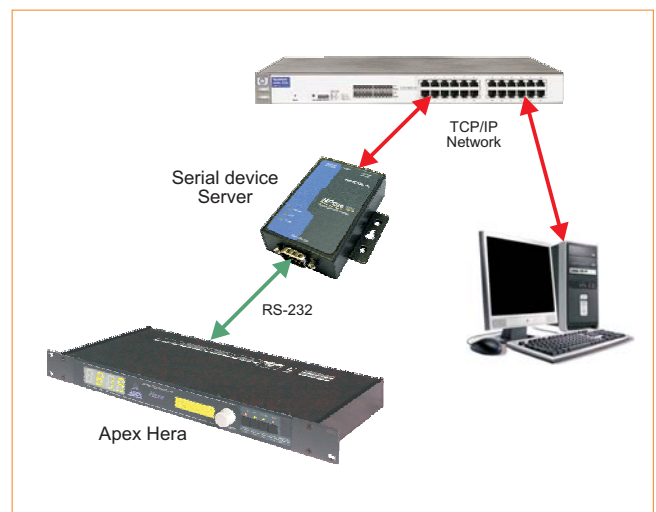 TCP/IP
Network
Serial device
Server
RS-232
Apex Hera